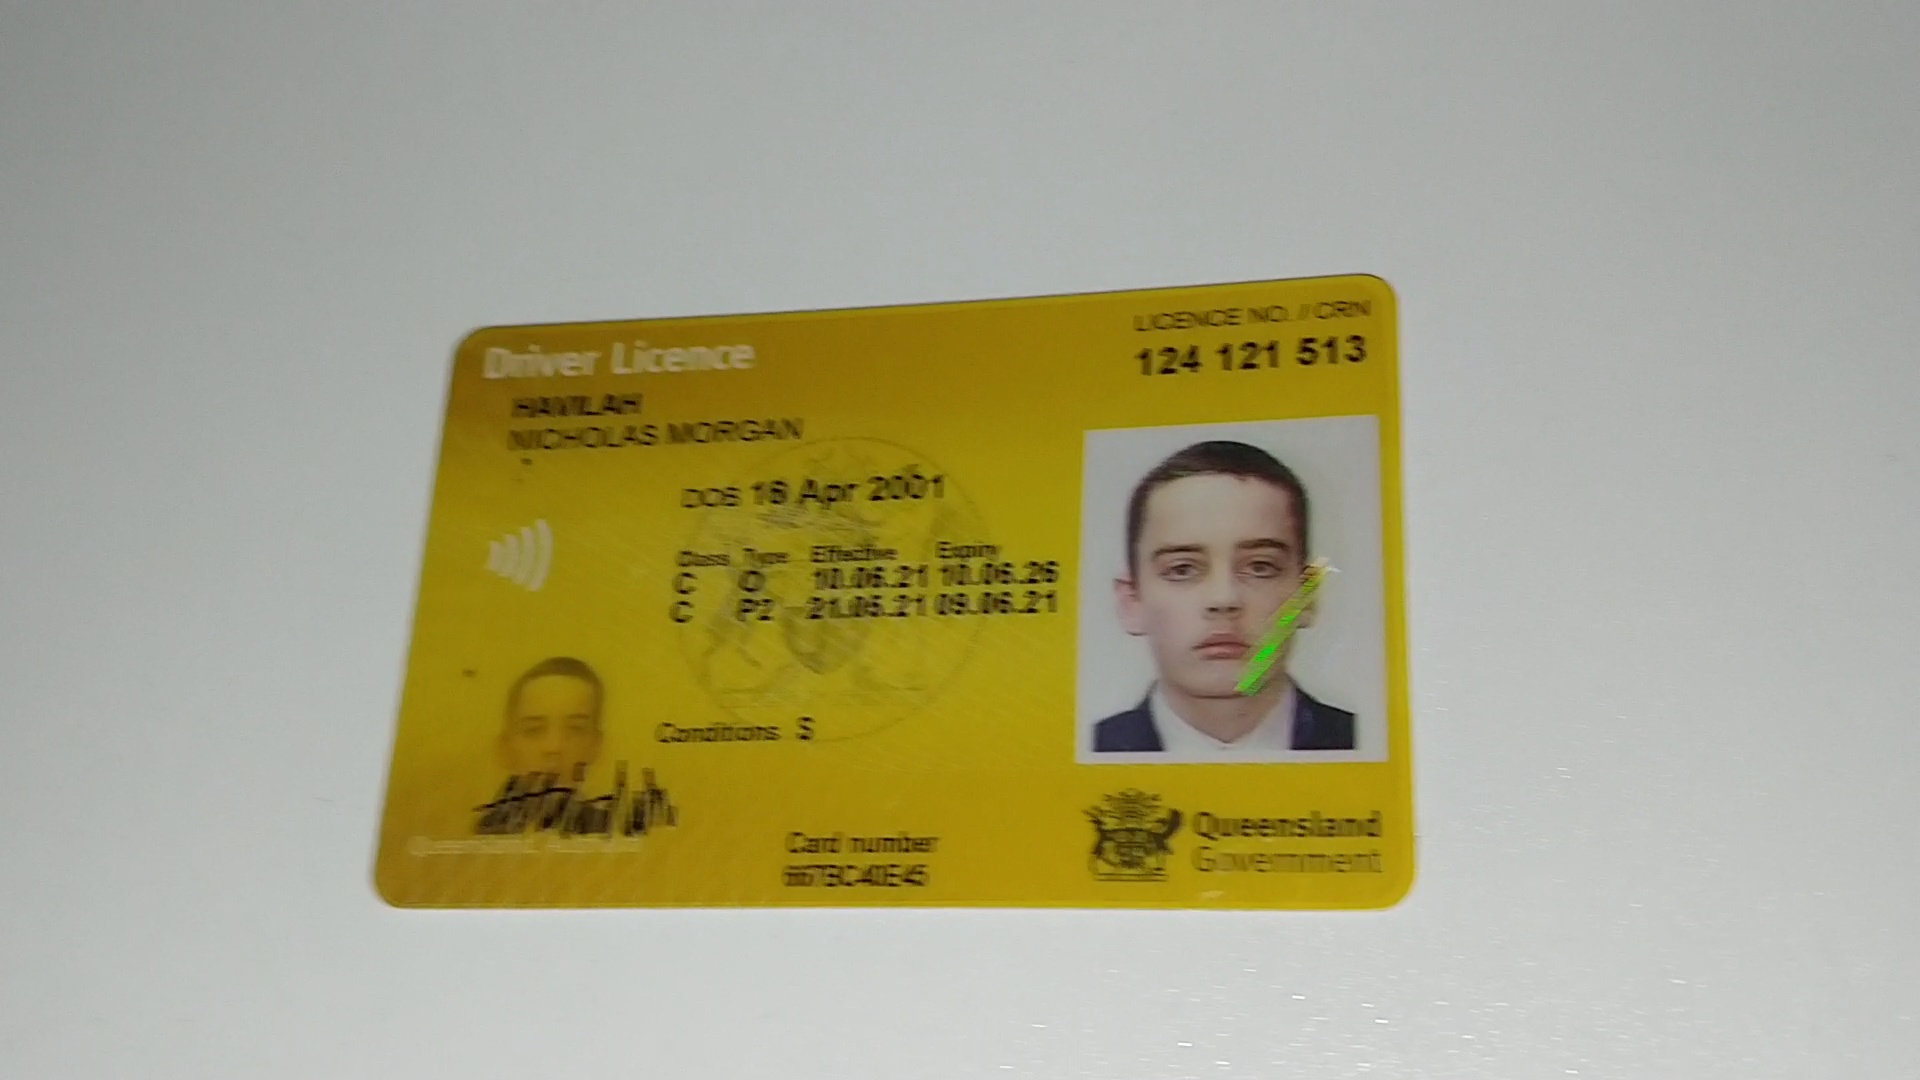 Driver Licence
LICENCE NO. // CRN
124 121 513
HAVILAH
NICHOLAS MORGAN
DOB 18 Apr 2001
Class Type Effective Expiry
C O 10.06.21 10.06.26
C P2 21.05.21 09.06.21
Conditions S
Queensland, Australia
Card number
667BC40E45
Queensland
Government